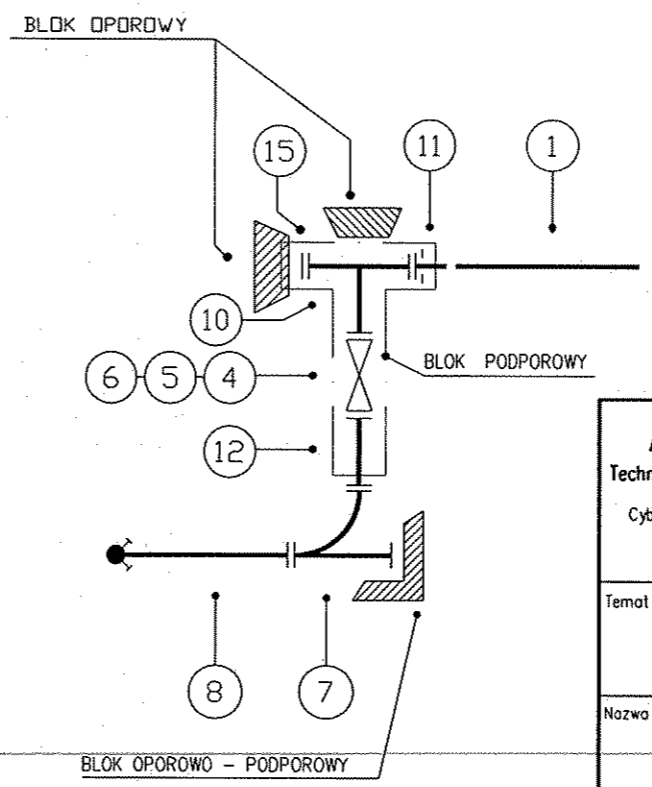 BLOK OPOROWY
15
11
1
10
BLOK PODPOROWY
6 5 4
12
Techn
Cyb
Temat
8
7
Nazwa
BLOK OPOROWO – PODPOROWY